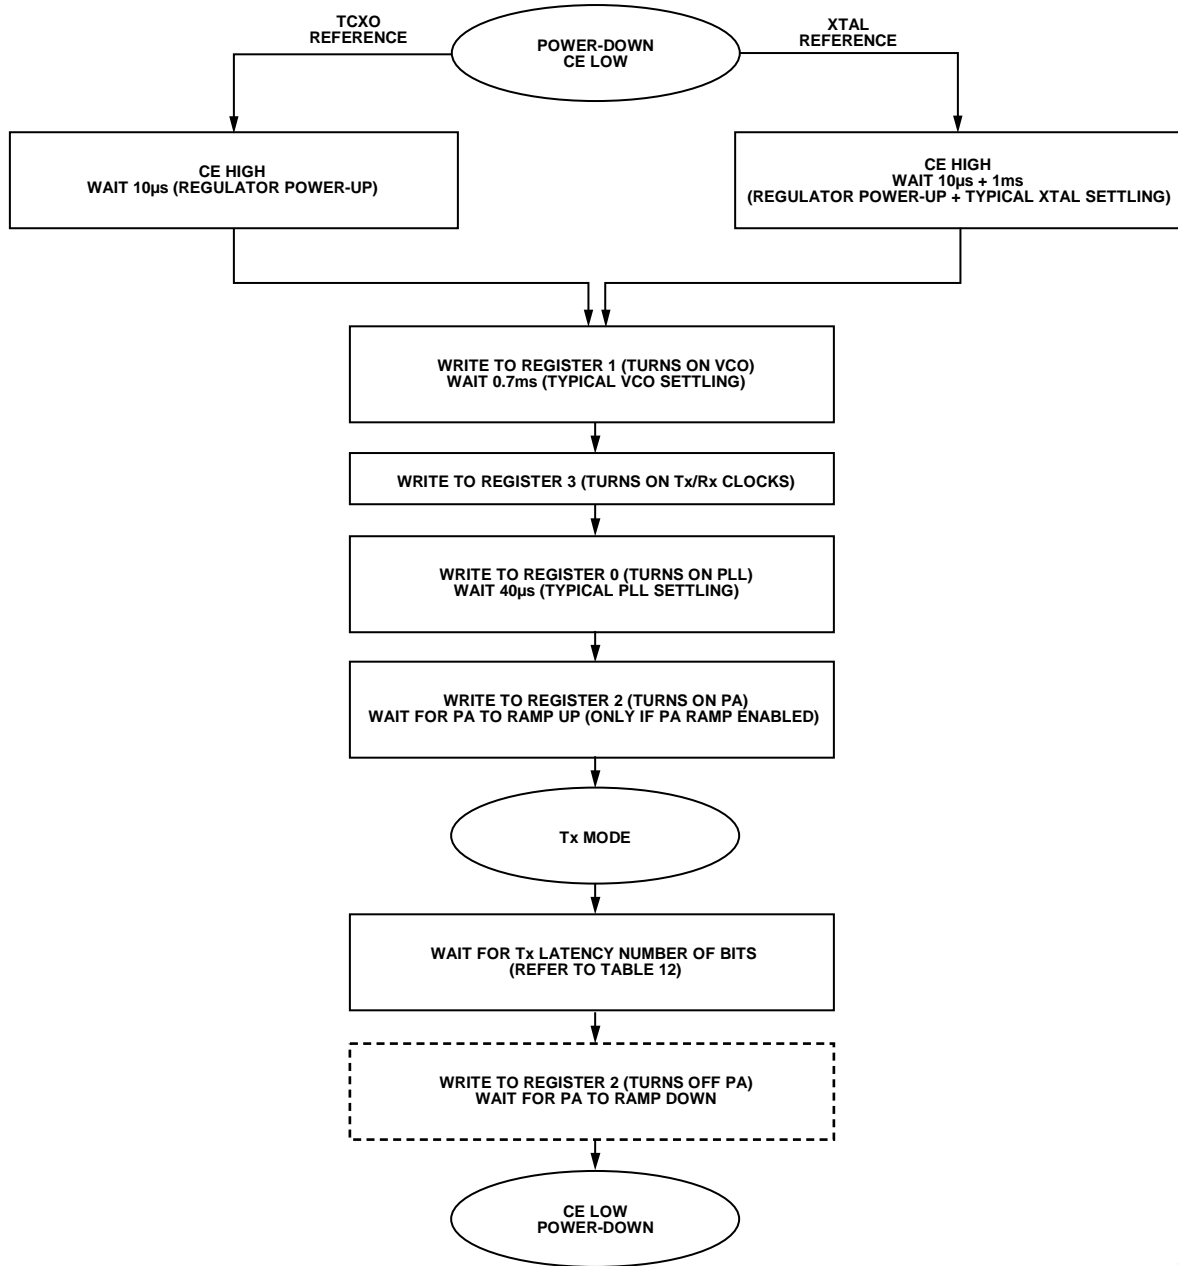 TCXO
REFERENCE
POWER-DOWN
CE LOW
XTAL
REFERENCE
CE HIGH
WAIT 10µs (REGULATOR POWER-UP)
CE HIGH
WAIT 10µs + 1ms
(REGULATOR POWER-UP + TYPICAL XTAL SETTLING)
WRITE TO REGISTER 1 (TURNS ON VCO)
WAIT 0.7ms (TYPICAL VCO SETTLING)
WRITE TO REGISTER 3 (TURNS ON Tx/Rx CLOCKS)
WRITE TO REGISTER 0 (TURNS ON PLL)
WAIT 40µs (TYPICAL PLL SETTLING)
WRITE TO REGISTER 2 (TURNS ON PA)
WAIT FOR PA TO RAMP UP (ONLY IF PA RAMP ENABLED)
Tx MODE
WAIT FOR Tx LATENCY NUMBER OF BITS
(REFER TO TABLE 12)
WRITE TO REGISTER 2 (TURNS OFF PA)
WAIT FOR PA TO RAMP DOWN
CE LOW
POWER-DOWN